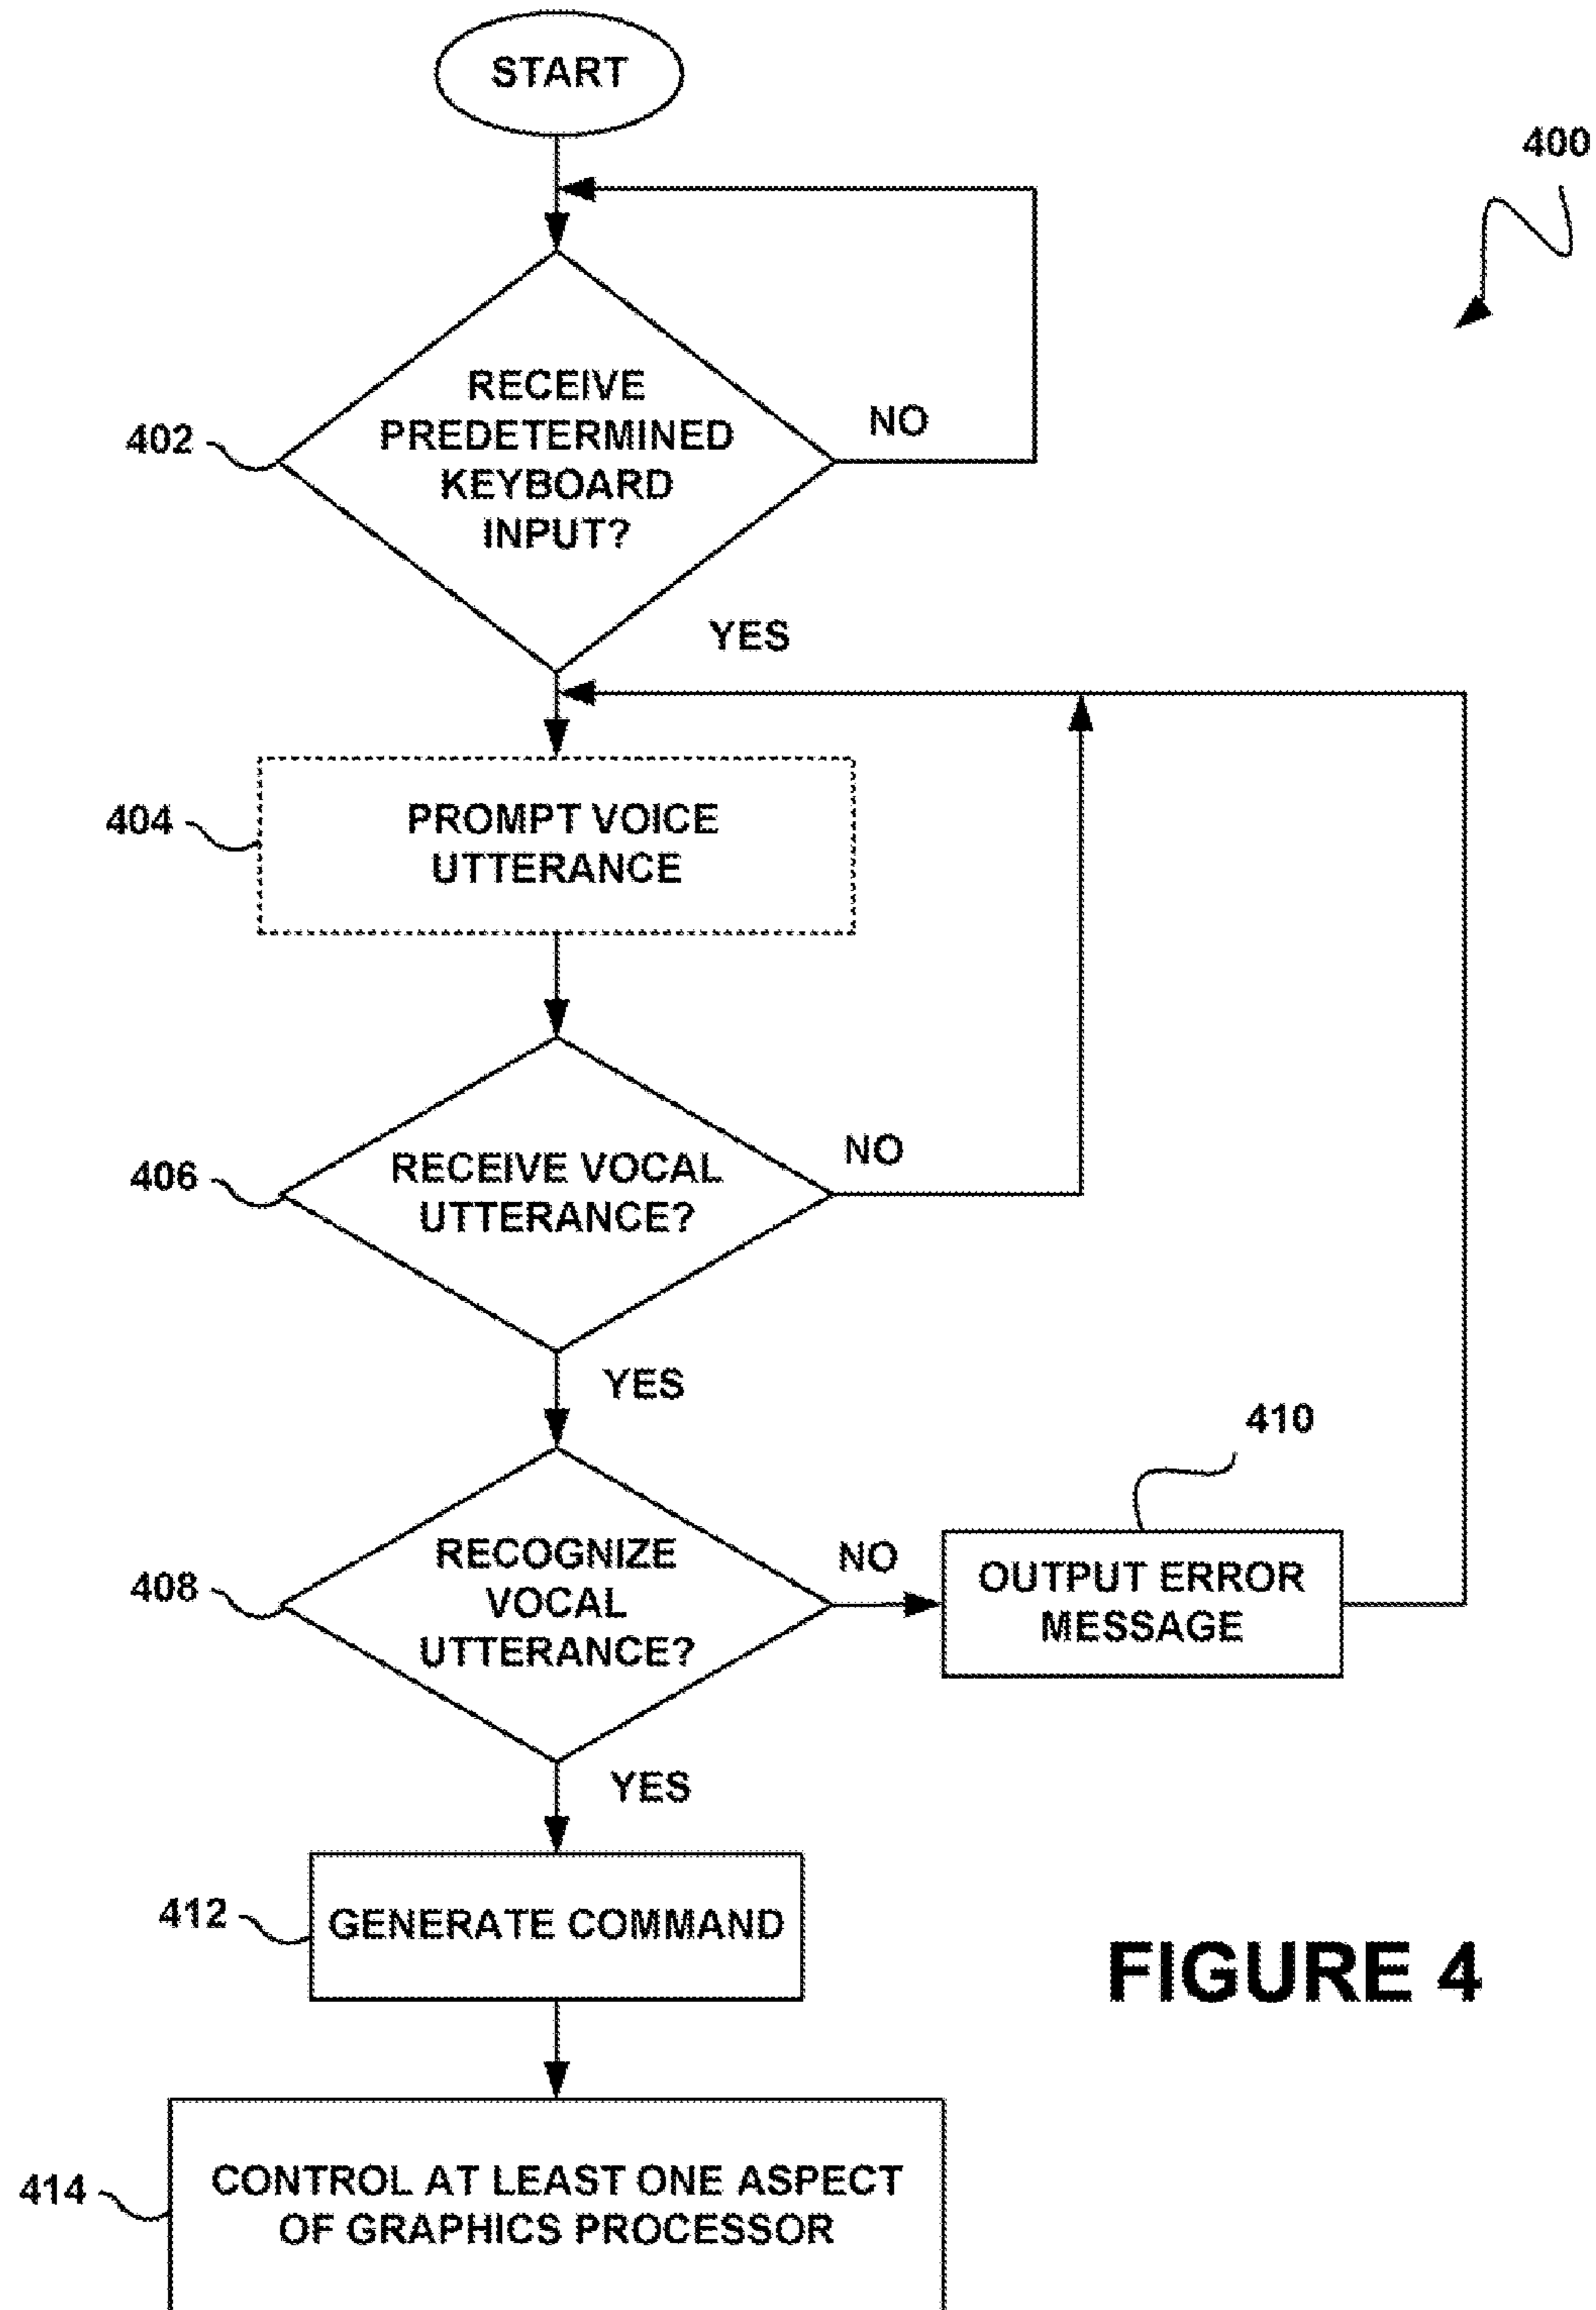 START
400
RECEIVE
PREDETERMINED
KEYBOARD
INPUT?
402
NO
YES
404
PROMPT VOICE
UTTERANCE
406
RECEIVE VOCAL
UTTERANCE?
NO
YES
410
408
RECOGNIZE
VOCAL
UTTERANCE?
NO
OUTPUT ERROR
MESSAGE
YES
412
GENERATE COMMAND
FIGURE 4
414
CONTROL AT LEAST ONE ASPECT
OF GRAPHICS PROCESSOR